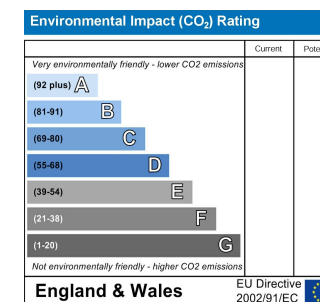 Environmental Impact (CO₂) Rating
Current Pote
Very environmentally friendly - lower CO2 emissions
(92 plus) A
(81-91) B
(69-80) C
(55-68) D
(39-54) E
(21-38) F
(1-20) G
Not environmentally friendly - higher CO2 emissions
England & Wales
EU Directive
2002/91/EC